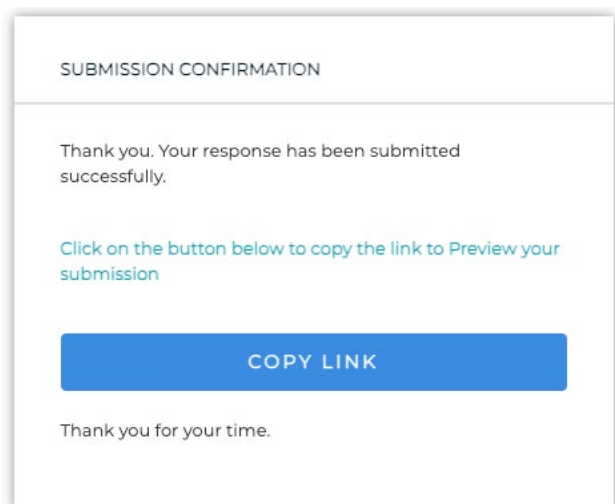 SUBMISSION CONFIRMATION
Thank you. Your response has been submitted
successfully.
Click on the button below to copy the link to Preview your
submission
COPY LINK
Thank you for your time.